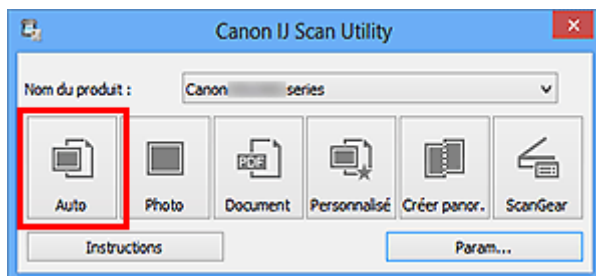 Canon IJ Scan Utility
Nom du produit : Canon series
Auto Photo PDF Document Personnalisé Créer panor. ScanGear
Instructions Param...